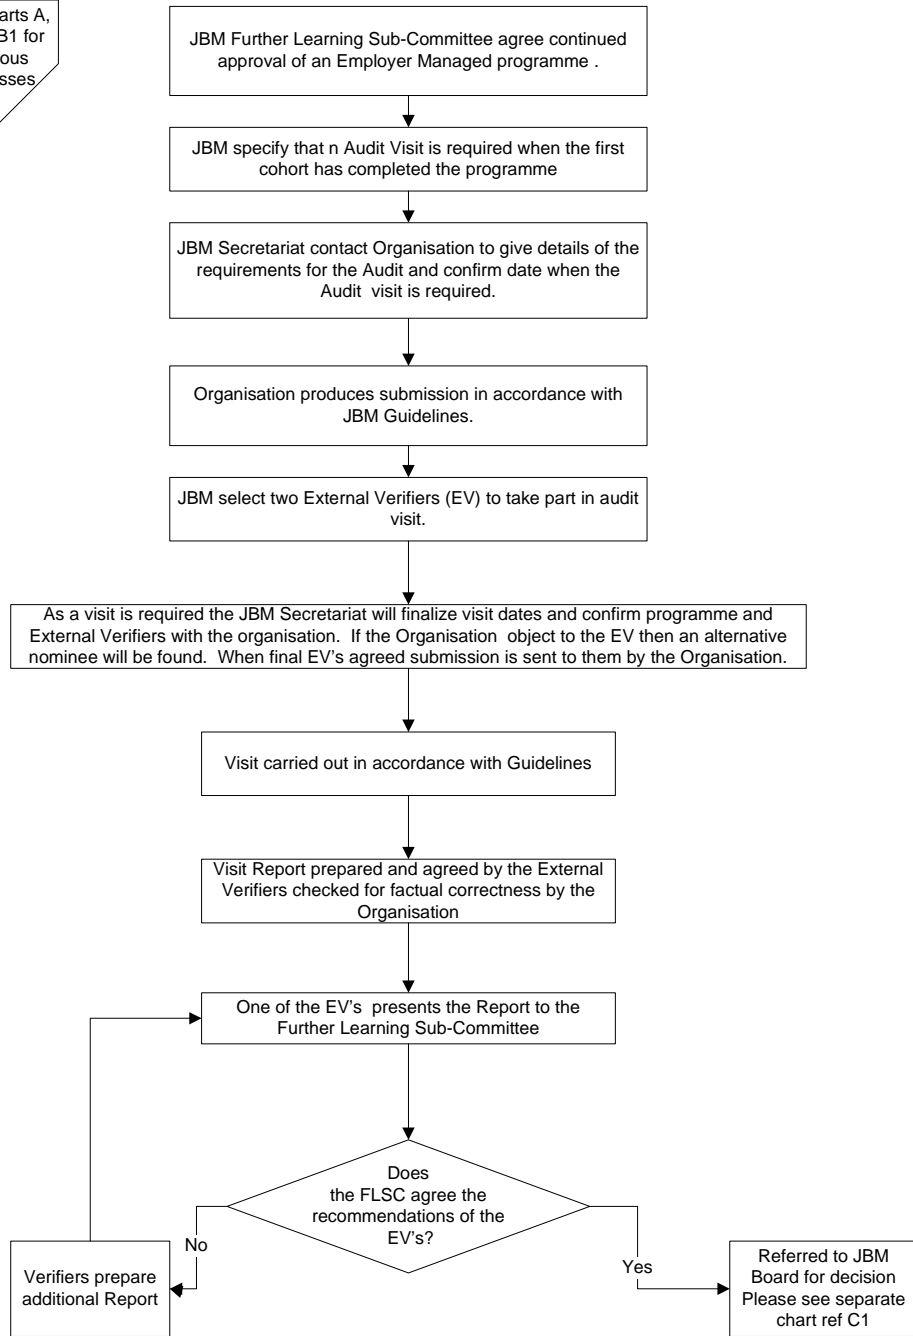 arts A,
B1 for
ous
sses
JBM Further Learning Sub-Committee agree continued
approval of an Employer Managed programme .
JBM specify that n Audit Visit is required when the first
cohort has completed the programme
JBM Secretariat contact Organisation to give details of the
requirements for the Audit and confirm date when the
Audit visit is required.
Organisation produces submission in accordance with
JBM Guidelines.
JBM select two External Verifiers (EV) to take part in audit
visit.
As a visit is required the JBM Secretariat will finalize visit dates and confirm programme and
External Verifiers with the organisation. If the Organisation object to the EV then an alternative
nominee will be found. When final EV's agreed submission is sent to them by the Organisation.
Visit carried out in accordance with Guidelines
Visit Report prepared and agreed by the External
Verifiers checked for factual correctness by the
Organisation
One of the EV's presents the Report to the
Further Learning Sub-Committee
Does
the FLSC agree the
recommendations of the
EV's?
No
Yes
Verifiers prepare
additional Report
Referred to JBM
Board for decision
Please see separate
chart ref C1